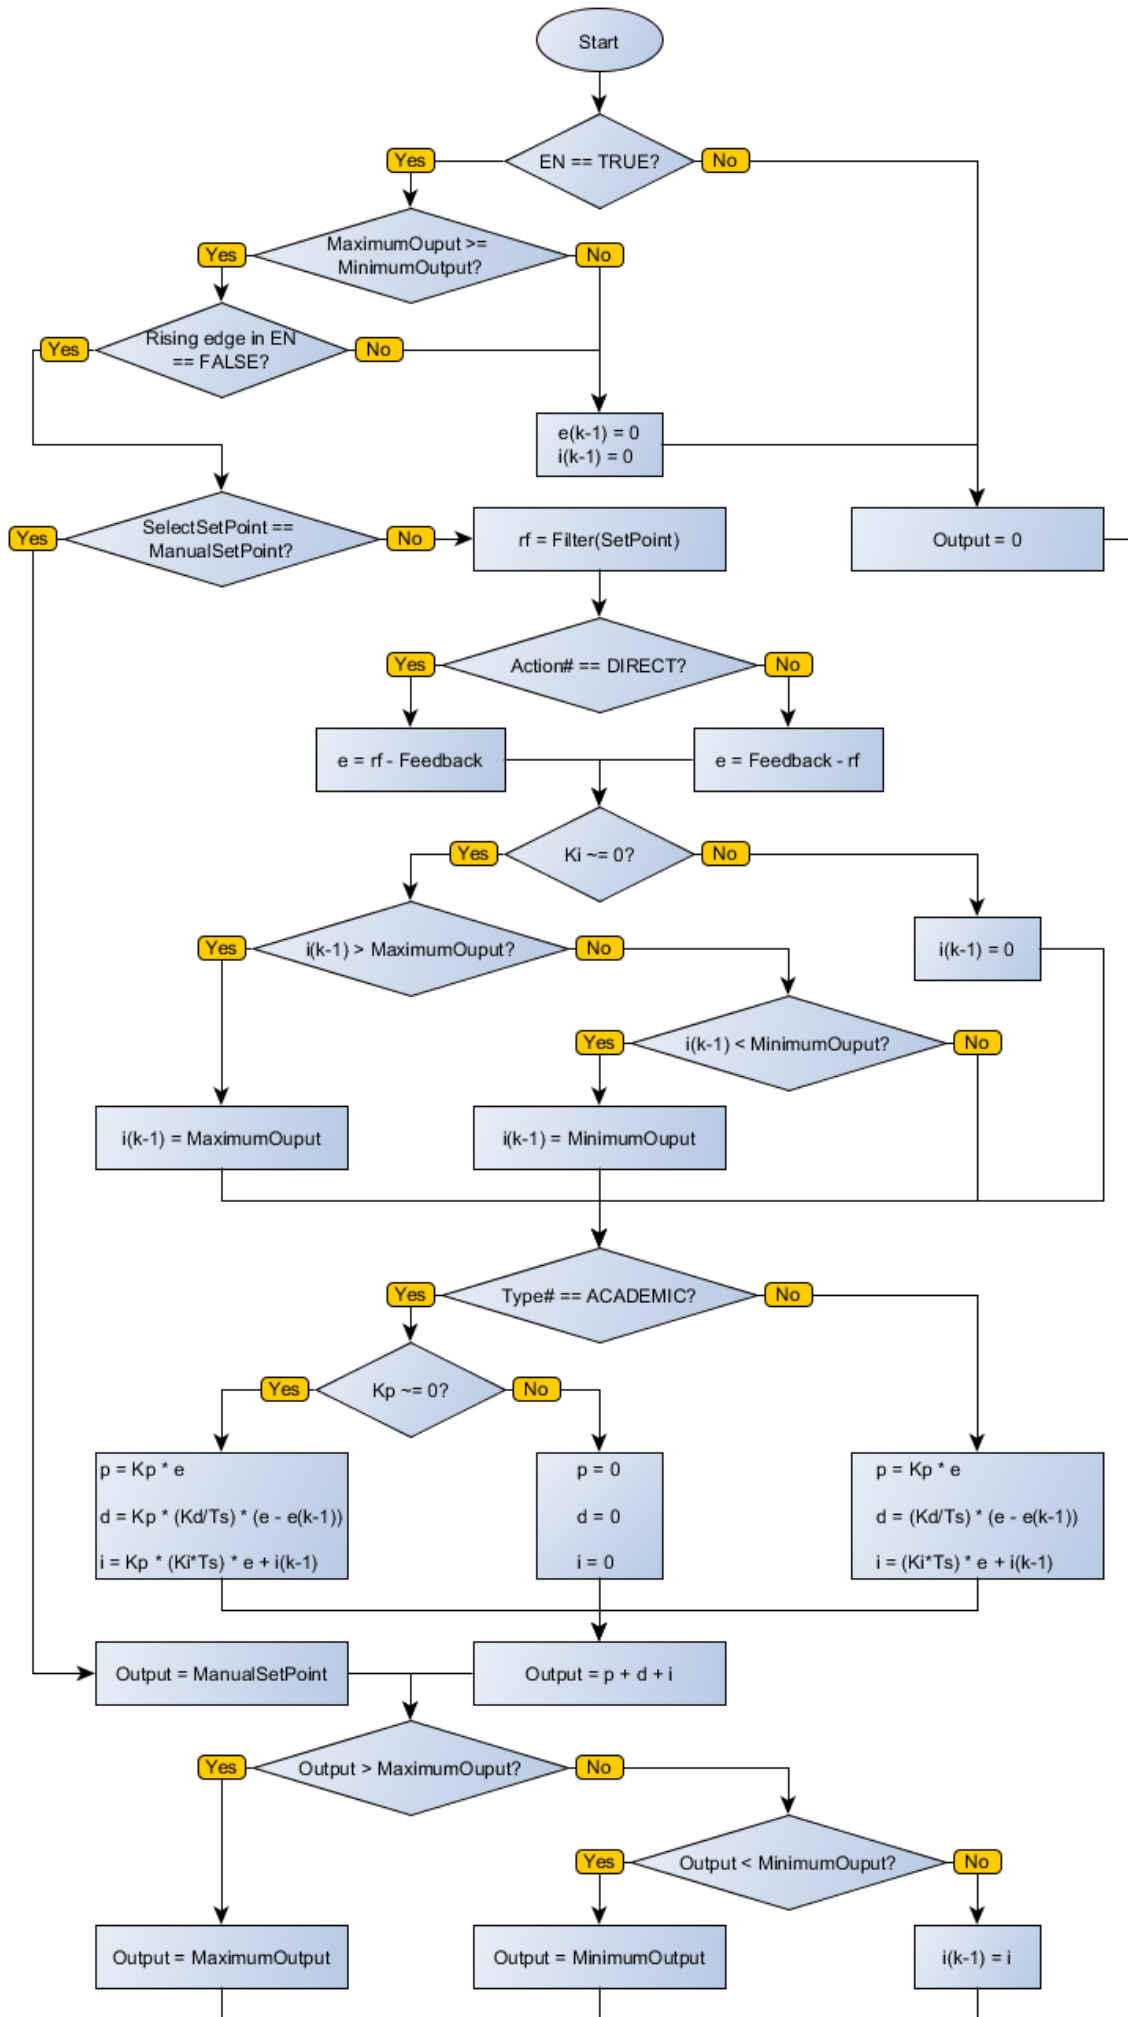 Start
EN == TRUE?
Yes
No
MaximumOuput >=
MinimumOutput?
Yes
No
Rising edge in EN
== FALSE?
Yes
No
e(k-1) = 0
i(k-1) = 0
SelectSetPoint ==
ManualSetPoint?
Yes
No
rf = Filter(SetPoint)
Output = 0
Action# == DIRECT?
Yes
No
e = rf - Feedback
e = Feedback - rf
Ki ~= 0?
Yes
No
i(k-1) > MaximumOuput?
Yes
No
i(k-1) = 0
i(k-1) < MinimumOuput?
Yes
No
i(k-1) = MaximumOuput
i(k-1) = MinimumOuput
Type# == ACADEMIC?
Yes
No
Kp ~= 0?
Yes
No
p = Kp * e
d = Kp * (Kd/Ts) * (e - e(k-1))
i = Kp * (Ki*Ts) * e + i(k-1)
p = 0
d = 0
i = 0
p = Kp * e
d = (Kd/Ts) * (e - e(k-1))
i = (Ki*Ts) * e + i(k-1)
Output = ManualSetPoint
Output = p + d + i
Output > MaximumOuput?
Yes
No
Output < MinimumOuput?
Yes
No
Output = MaximumOutput
Output = MinimumOutput
i(k-1) = i